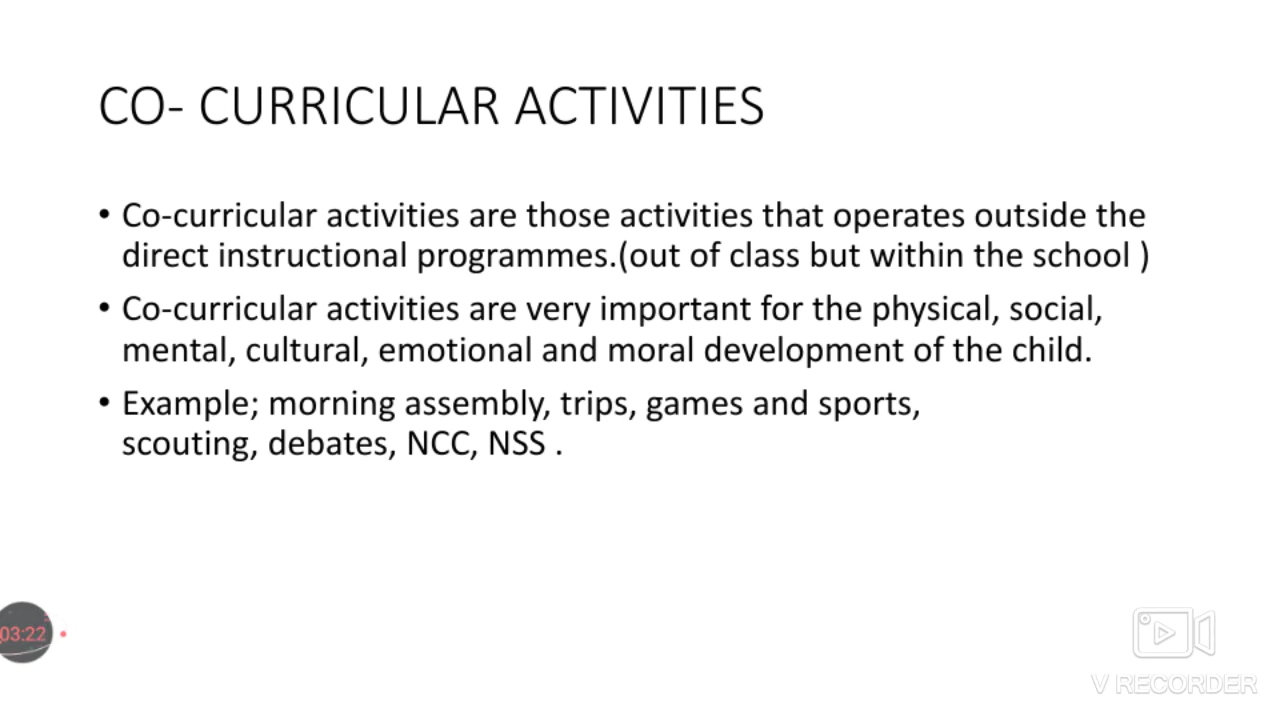 CO- CURRICULAR ACTIVITIES
• Co-curricular activities are those activities that operates outside the
direct instructional programmes.(out of class but within the school )
• Co-curricular activities are very important for the physical, social,
mental, cultural, emotional and moral development of the child.
• Example; morning assembly, trips, games and sports,
scouting, debates, NCC, NSS .
03:22
V RECORDER